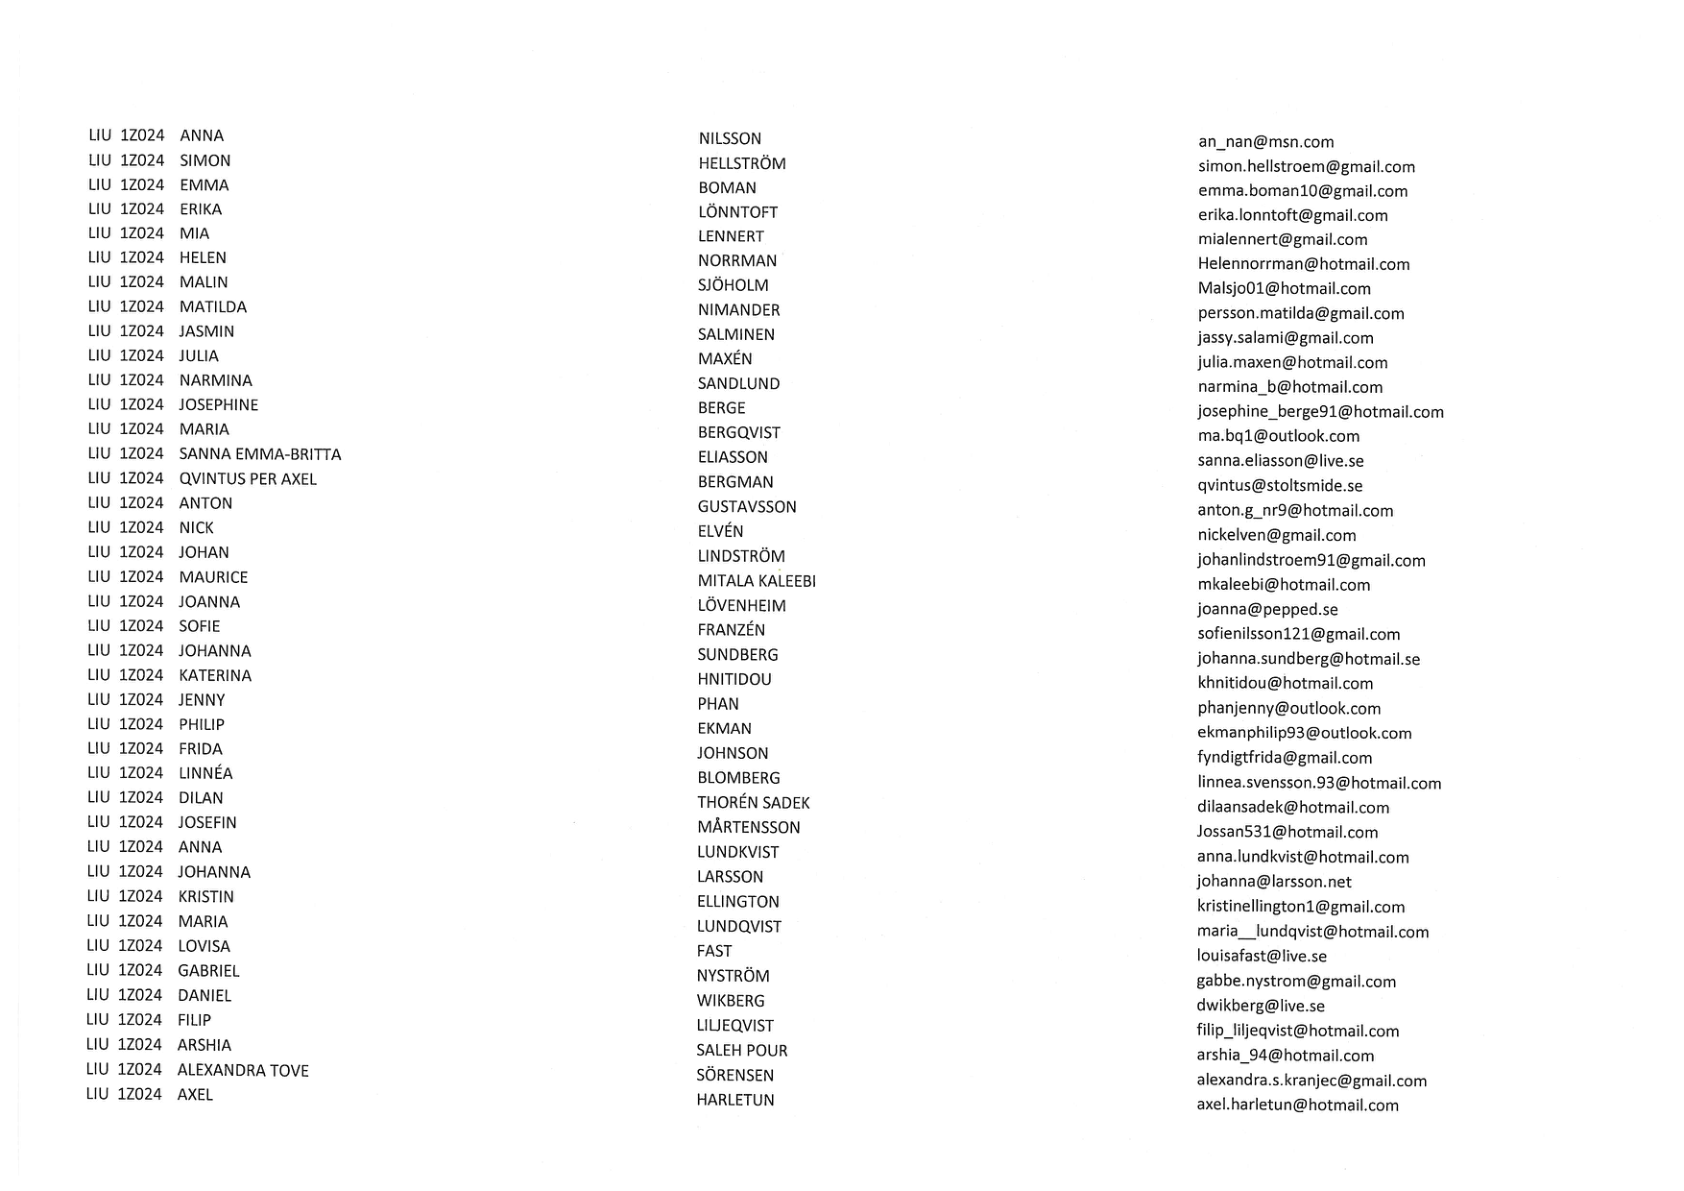 LIU 1Z024 ANNA NILSSON an_nan@msn.com
LIU 1Z024 SIMON HELLSTRÖM simon.hellstroem@gmail.com
LIU 1Z024 EMMA BOMAN emma.boman10@gmail.com
LIU 1Z024 ERIKA LÖNNTOFT erika.lonntoft@gmail.com
LIU 1Z024 MIA LENNERT mialennert@gmail.com
LIU 1Z024 HELEN NORRMAN Helennorrman@hotmail.com
LIU 1Z024 MALIN SJÖHOLM Malsjo01@hotmail.com
LIU 1Z024 MATILDA NIMANDER persson.matilda@gmail.com
LIU 1Z024 JASMIN SALMINEN jassy.salami@gmail.com
LIU 1Z024 JULIA MAXÉN julia.maxen@hotmail.com
LIU 1Z024 NARMINA SANDLUND narmina_b@hotmail.com
LIU 1Z024 JOSEPHINE BERGE josephine_berge91@hotmail.com
LIU 1Z024 MARIA BERGQVIST ma.bq1@outlook.com
LIU 1Z024 SANNA EMMA-BRITTA ELIASSON sanna.eliasson@live.se
LIU 1Z024 QVINTUS PER AXEL BERGMAN qvintus@stoltsmide.se
LIU 1Z024 ANTON GUSTAVSSON anton.g_nr9@hotmail.com
LIU 1Z024 NICK ELVÉN nickelven@gmail.com
LIU 1Z024 JOHAN LINDSTRÖM johanlindstroem91@gmail.com
LIU 1Z024 MAURICE MITALA KALEEBI mkaleebi@hotmail.com
LIU 1Z024 JOANNA LÖVENHEIM joanna@pepped.se
LIU 1Z024 SOFIE FRANZÉN sofienilsson121@gmail.com
LIU 1Z024 JOHANNA SUNDBERG johanna.sundberg@hotmail.se
LIU 1Z024 KATERINA HNITIDOU khnitidou@hotmail.com
LIU 1Z024 JENNY PHAN phanjenny@outlook.com
LIU 1Z024 PHILIP EKMAN ekmanphilip93@outlook.com
LIU 1Z024 FRIDA JOHNSON fyndigtfrida@gmail.com
LIU 1Z024 LINNÉA BLOMBERG linnea.svensson.93@hotmail.com
LIU 1Z024 DILAN THORÉN SADEK dilaansadek@hotmail.com
LIU 1Z024 JOSEFIN MÅRTENSSON Jossan531@hotmail.com
LIU 1Z024 ANNA LUNDKVIST anna.lundkvist@hotmail.com
LIU 1Z024 JOHANNA LARSSON johanna@larsson.net
LIU 1Z024 KRISTIN ELLINGTON kristinellington1@gmail.com
LIU 1Z024 MARIA LUNDQVIST maria__lundqvist@hotmail.com
LIU 1Z024 LOVISA FAST louisafast@live.se
LIU 1Z024 GABRIEL NYSTRÖM gabbe.nystrom@gmail.com
LIU 1Z024 DANIEL WIKBERG dwikberg@live.se
LIU 1Z024 FILIP LILJEQVIST filip_liljeqvist@hotmail.com
LIU 1Z024 ARSHIA SALEH POUR arshia_94@hotmail.com
LIU 1Z024 ALEXANDRA TOVE SÖRENSEN alexandra.s.kranjec@gmail.com
LIU 1Z024 AXEL HARLETUN axel.harletun@hotmail.com